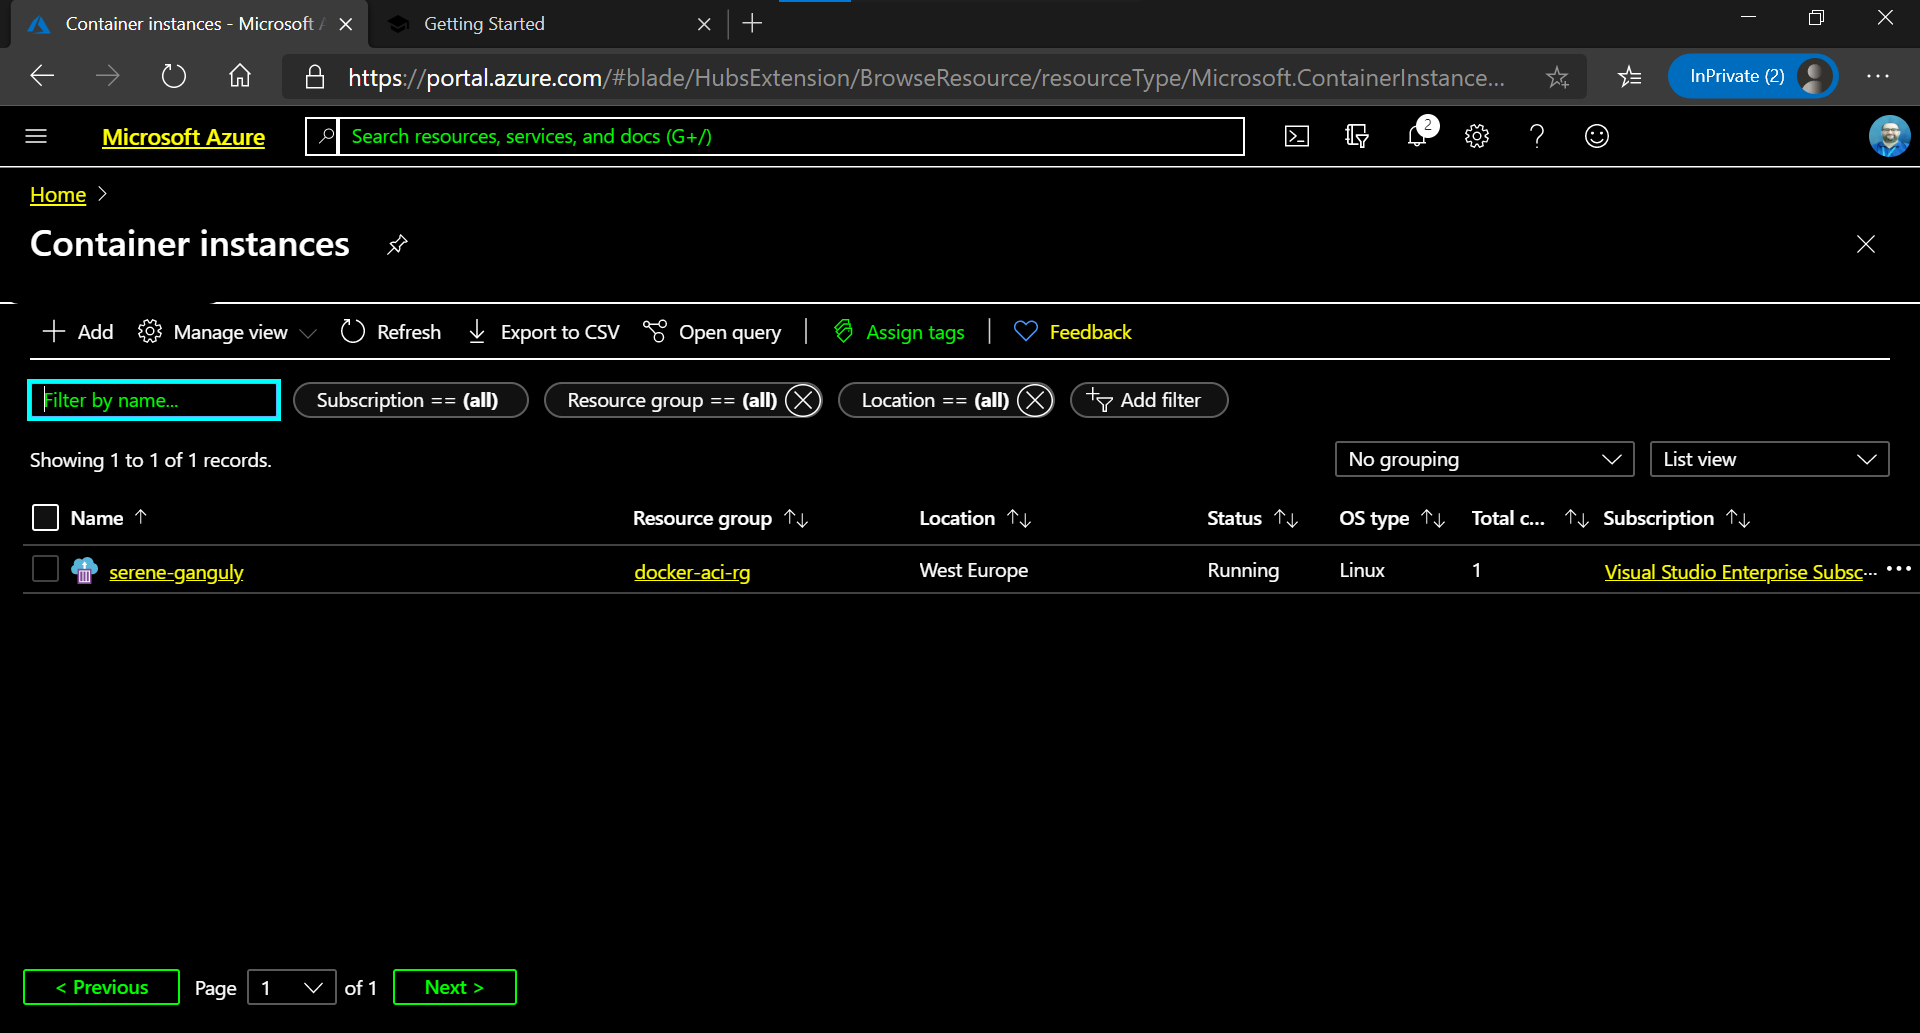 Container instances - Microsoft A
Getting Started
https://portal.azure.com/#blade/HubsExtension/BrowseResource/resourceType/Microsoft.ContainerInstance...
InPrivate (2)
Microsoft Azure
Search resources, services, and docs (G+/)
2
Home
Container instances
Add
Manage view
Refresh
Export to CSV
Open query
Assign tags
Feedback
Filter by name...
Subscription == (all)
Resource group == (all)
Location == (all)
Add filter
Showing 1 to 1 of 1 records.
No grouping
List view
Name
Resource group
Location
Status
OS type
Total c...
Subscription
serene-ganguly
docker-aci-rg
West Europe
Running
Linux
1
Visual Studio Enterprise Subsc...
< Previous
Page
1
of 1
Next >